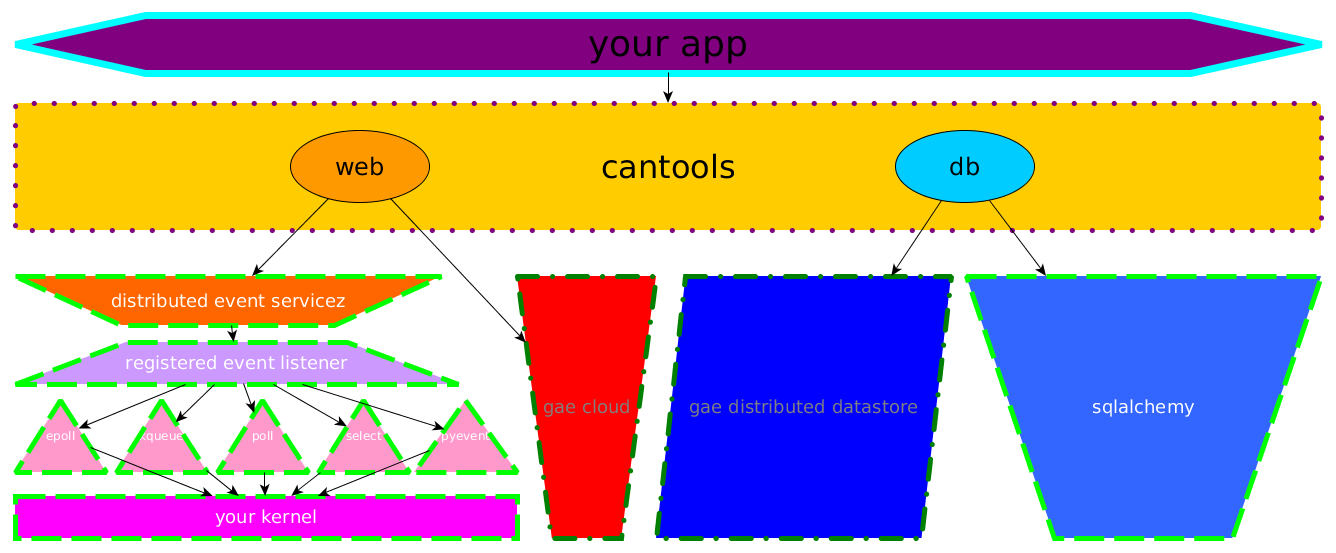 your app
web
cantools
db
distributed event servicez
registered event listener
epoll
kqueue
poll
select
pyevent
your kernel
gae cloud
gae distributed datastore
sqlalchemy